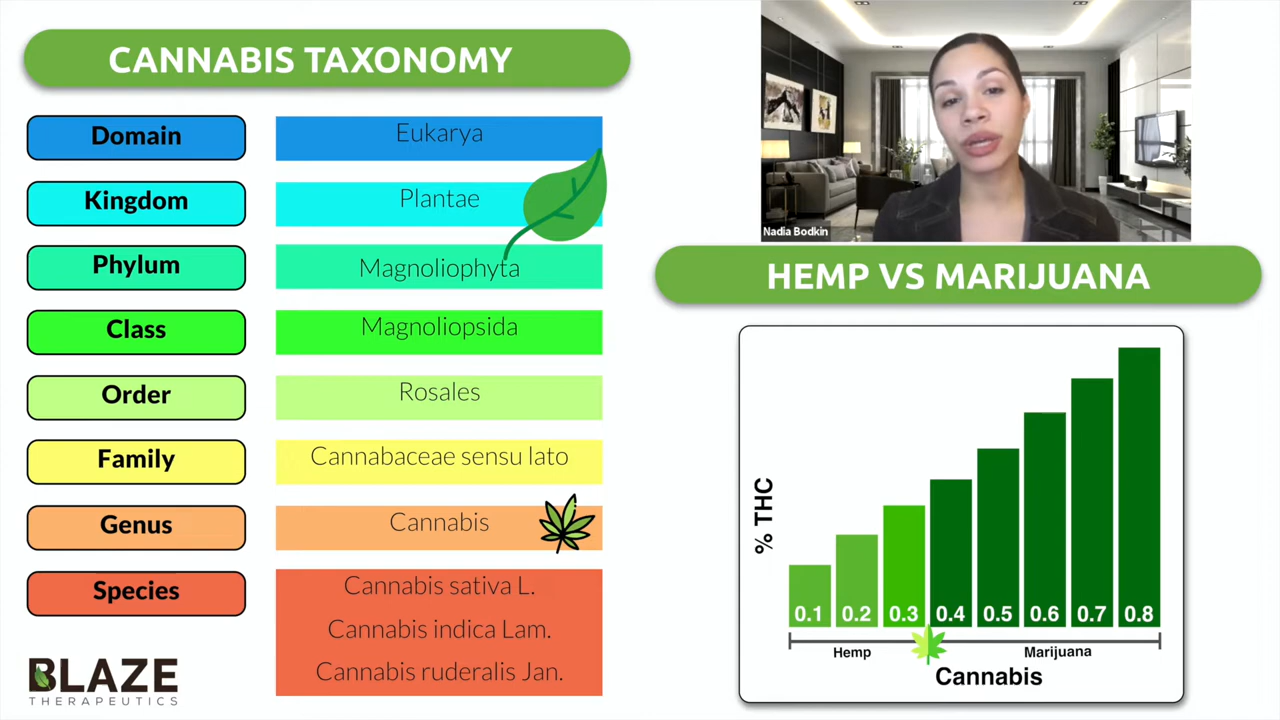 CANNABIS TAXONOMY
Domain
Eukarya
Kingdom
Plantae
Phylum
Magnoliophyta
Class
Magnoliopsida
Order
Rosales
Family
Cannabaceae sensu lato
Genus
Cannabis
Species
Cannabis sativa L.
Cannabis indica Lam.
Cannabis ruderalis Jan.
BLAZE
THERAPEUTICS
Nadia Bodkin
HEMP VS MARIJUANA
% THC
0.1 0.2 0.3 0.4 0.5 0.6 0.7 0.8
Hemp
Marijuana
Cannabis